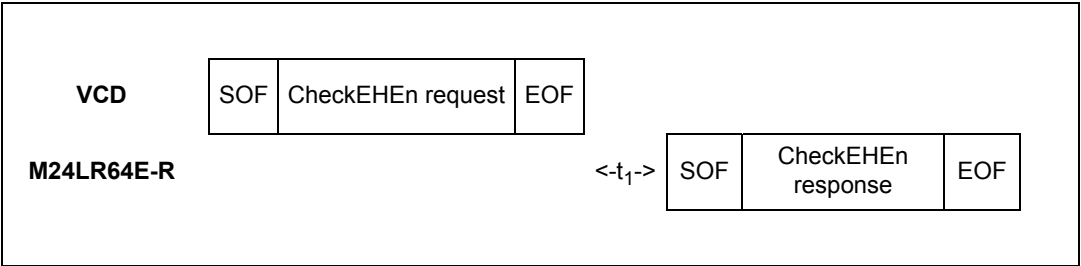 VCD SOF CheckEHEn request EOF
M24LR64E-R <-t1-> SOF CheckEHEn response EOF